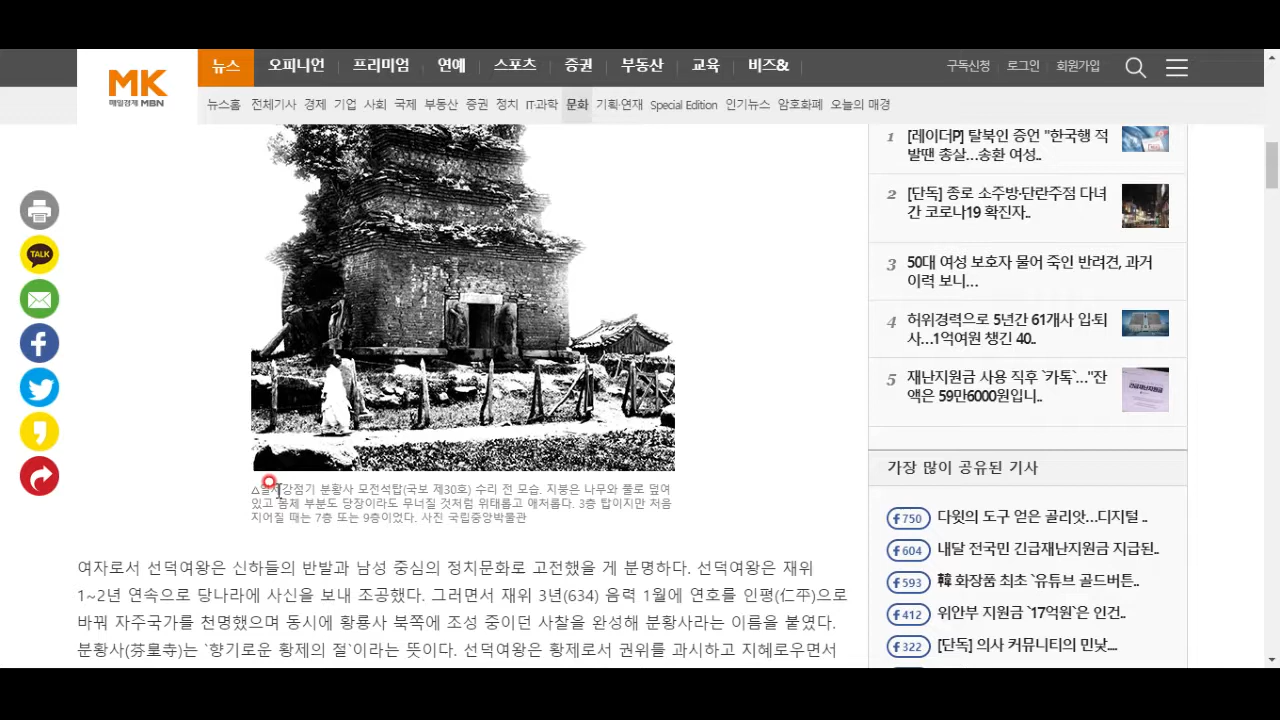 MK
매일경제 MBN
뉴스
오피니언
프리미엄
연예
스포츠
증권
부동산
교육
비즈&
구독신청
로그인
회원가입
뉴스홈 전체기사 경제 기업 사회 국제 부동산 증권 정치 IT·과학 문화 기획·연재 Special Edition 인기뉴스 암호화폐 오늘의 매경
TALK
△일제강점기 분황사 모전석탑(국보 제30호) 수리 전 모습. 지붕은 나무와 풀로 덮여
있고 몸체 부분도 당장이라도 무너질 것처럼 위태롭고 애처롭다. 3층 탑이지만 처음
지어질 때는 7층 또는 9층이었다. 사진 국립중앙박물관
여자로서 선덕여왕은 신하들의 반발과 남성 중심의 정치문화로 고전했을 게 분명하다. 선덕여왕은 재위
1~2년 연속으로 당나라에 사신을 보내 조공했다. 그러면서 재위 3년(634) 음력 1월에 연호를 인평(仁平)으로
바꿔 자주국가를 천명했으며 동시에 황룡사 북쪽에 조성 중이던 사찰을 완성해 분황사라는 이름을 붙였다.
분황사(芬皇寺)는 `향기로운 황제의 절`이라는 뜻이다. 선덕여왕은 황제로서 권위를 과시하고 지혜로우면서
1 [레이더P] 탈북인 증언 "한국행 적
발땐 총살…송환 여성..
2 [단독] 종로 소주방·단란주점 다녀
간 코로나19 확진자..
3 50대 여성 보호자 물어 죽인 반려견, 과거
이력 보니…
4 허위경력으로 5년간 61개사 입·퇴
사…1억여원 챙긴 40..
5 재난지원금 사용 직후 `카톡`…"잔
액은 59만6000원입니..
가장 많이 공유된 기사
f 750 다윗의 도구 얻은 골리앗…디지털 ..
f 604 내달 전국민 긴급재난지원금 지급된..
f 593 韓 화장품 최초 `유튜브 골드버튼..
f 412 위안부 지원금 `17억원`은 인건..
f 322 [단독] 의사 커뮤니티의 민낯....